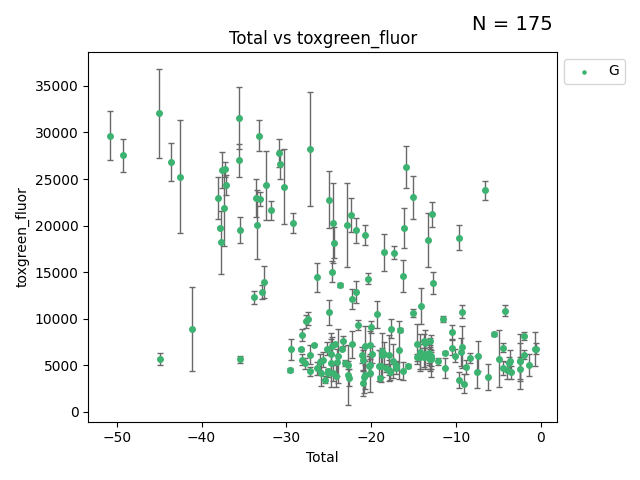 N = 175
Total vs toxgreen_fluor
G
toxgreen_fluor
35000
30000
25000
20000
15000
10000
5000
0
−50 −40 −30 −20 −10 0
Total